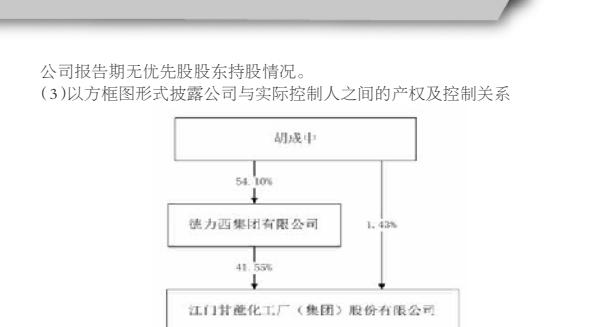 公司报告期无优先股股东持股情况。
(3)以方框图形式披露公司与实际控制人之间的产权及控制关系
胡成中
54.10%
德力西集团有限公司
1.43%
41.55%
江门甘蔗化工厂（集团）股份有限公司